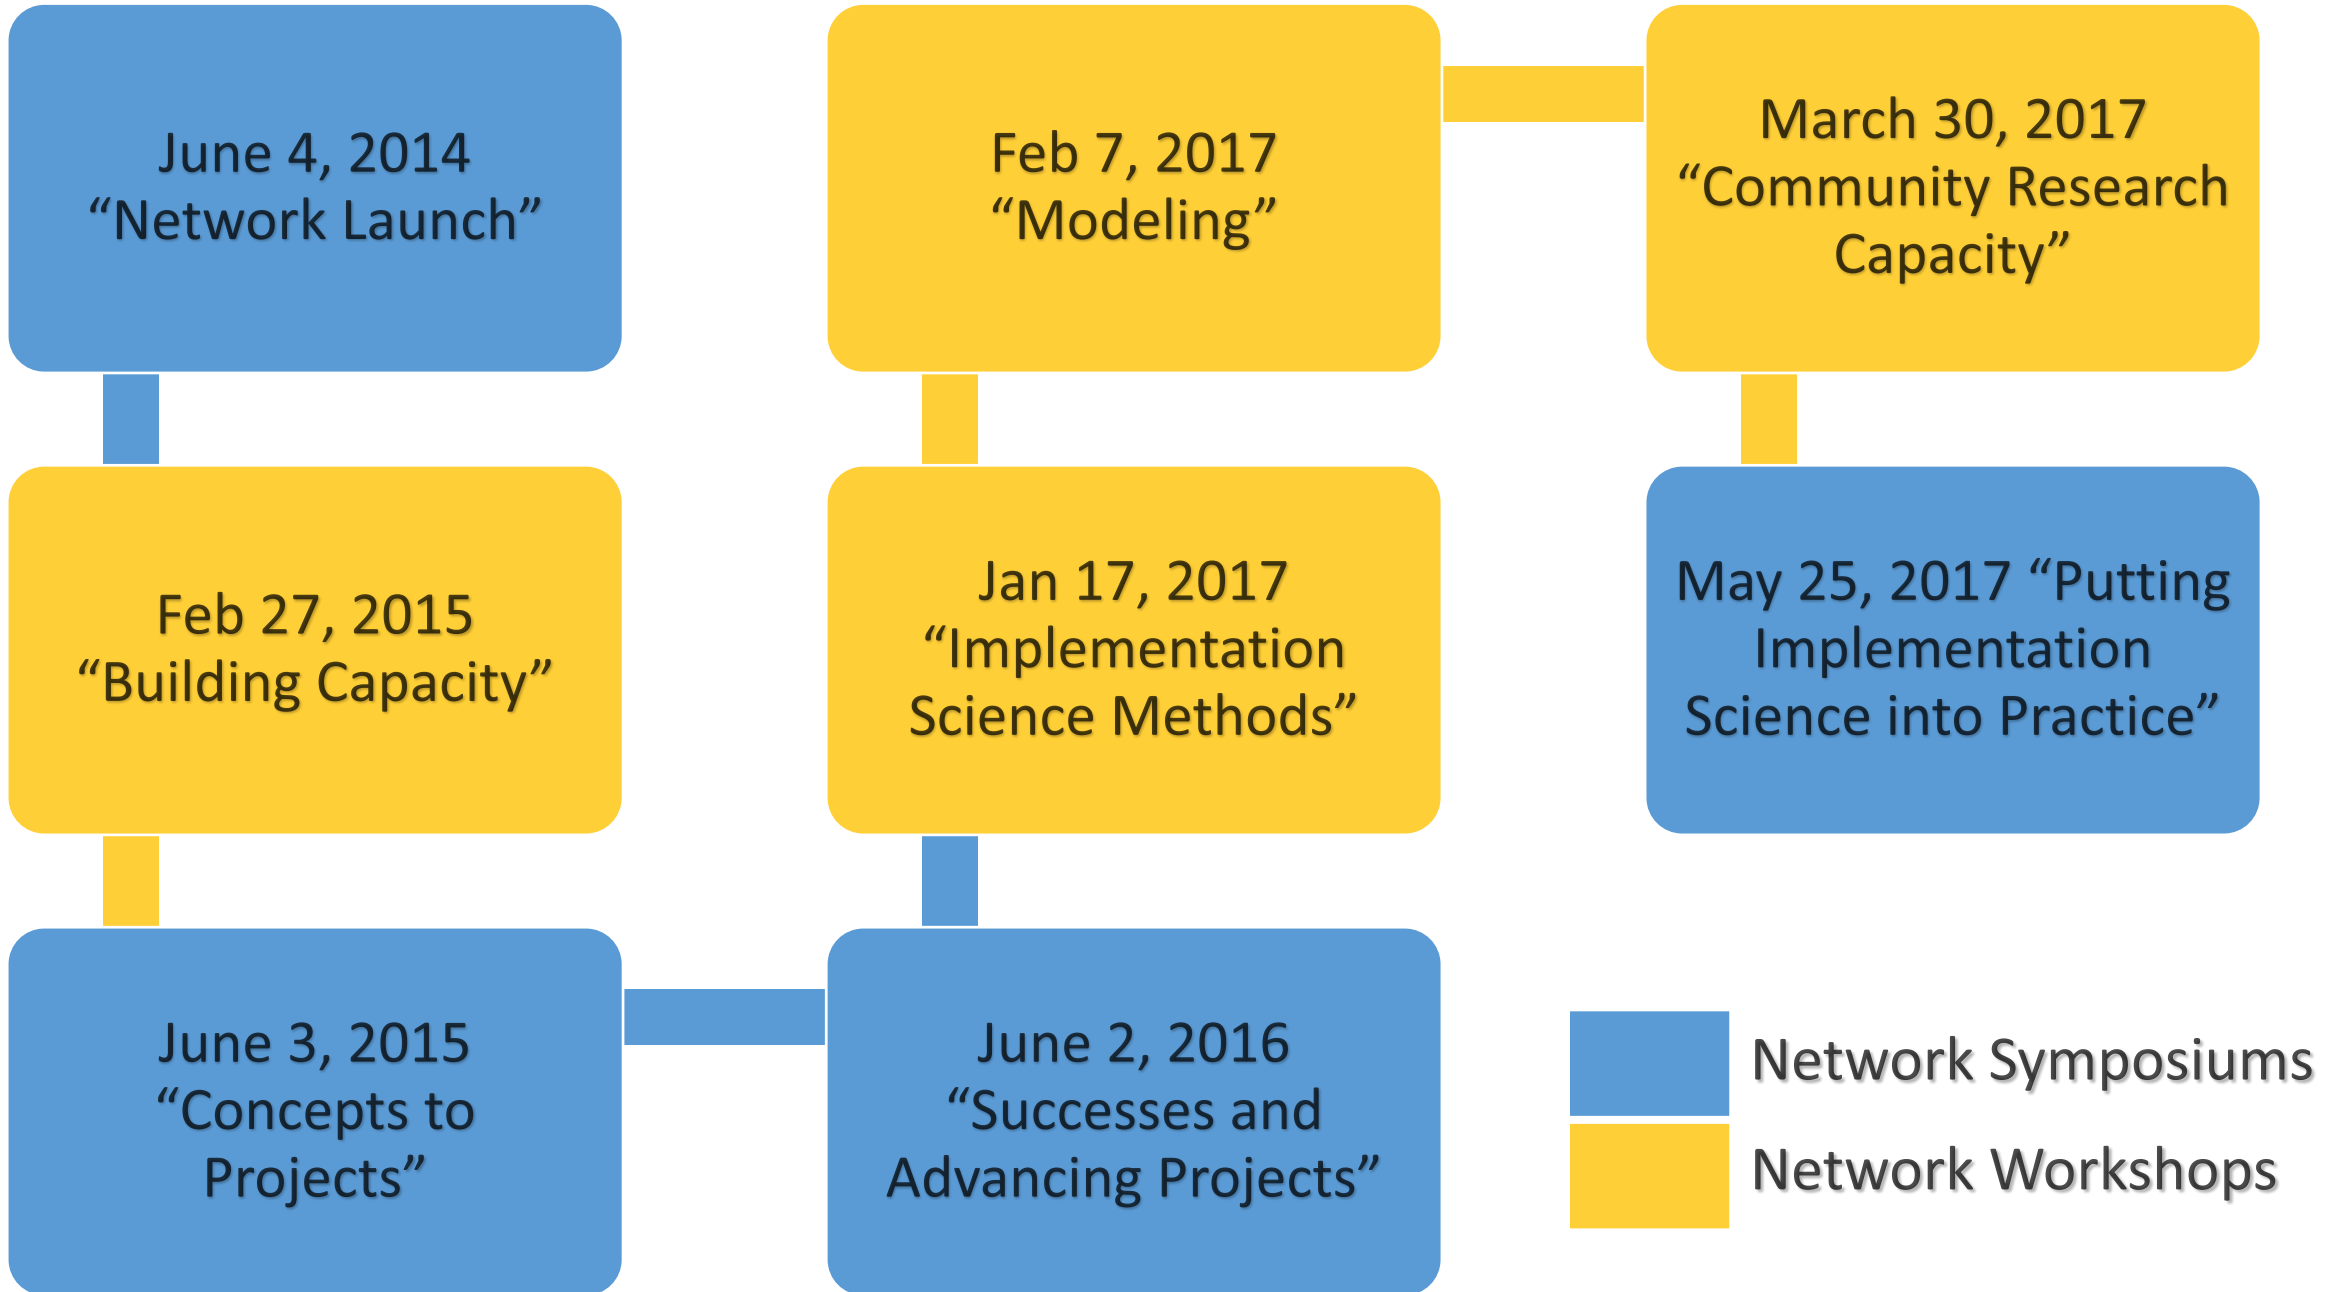 June 4, 2014
“Network Launch”
Feb 27, 2015
“Building Capacity”
June 3, 2015
“Concepts to
Projects”
June 2, 2016
“Successes and
Advancing Projects”
Jan 17, 2017
“Implementation
Science Methods”
Feb 7, 2017
“Modeling”
March 30, 2017
“Community Research
Capacity”
May 25, 2017 “Putting
Implementation
Science into Practice”
Network Symposiums
Network Workshops